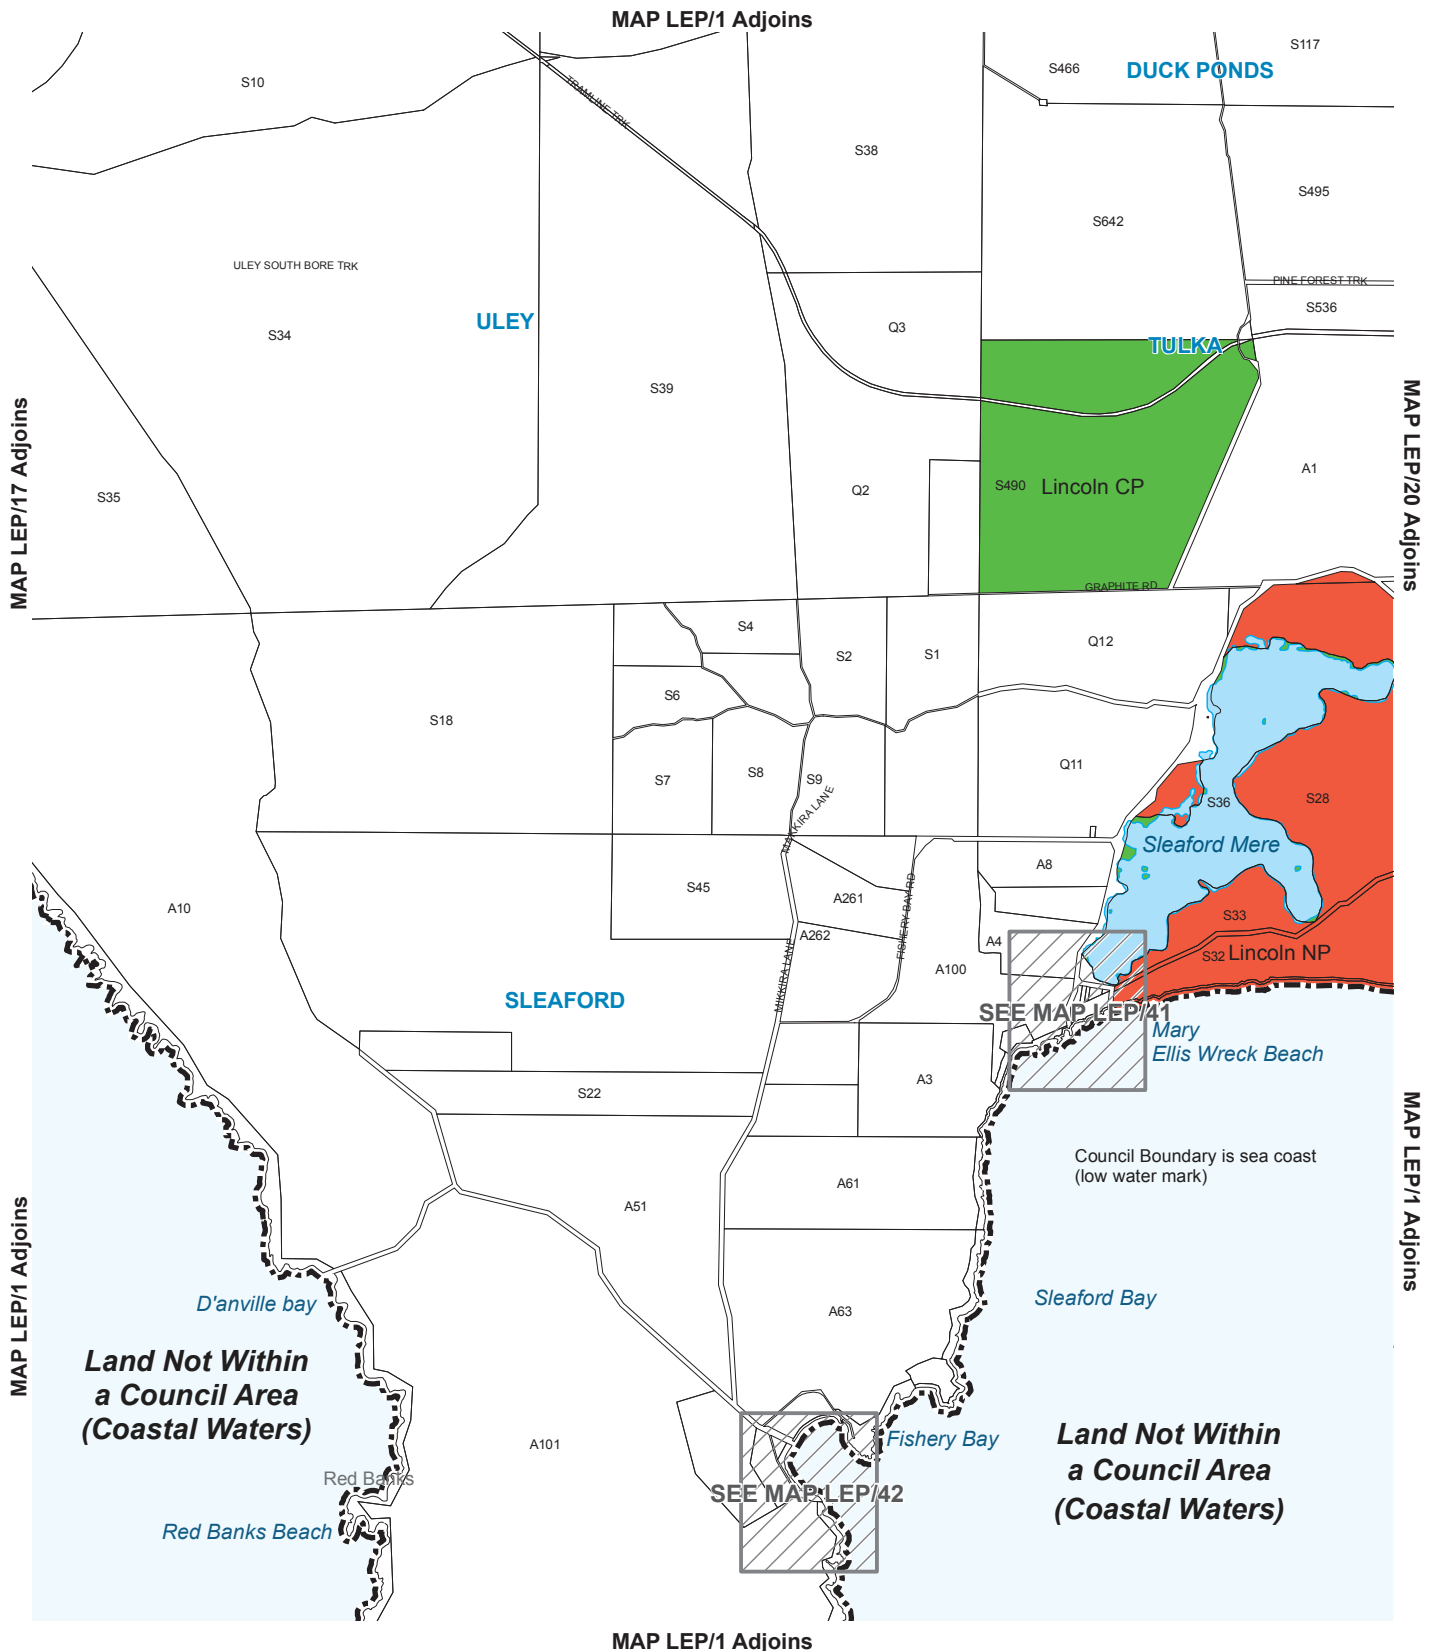 MAP LEP/1 Adjoins
S117
S466
DUCK PONDS
S10
TRAMLINE TRK
S38
S495
S642
ULEY SOUTH BORE TRK
PINE FOREST TRK
S536
ULEY
Q3
S34
TULKA
S39
MAP LEP/17 Adjoins
MAP LEP/20 Adjoins
A1
S35
Q2
S490
Lincoln CP
GRAPHITE RD
S4
S2
S1
Q12
S6
S18
S7
S8
S9
Q11
MAKKIRA LANE
S36
S28
Sleaford Mere
S45
A8
A261
FISHERY BAY RD
A10
A262
S33
A4
S32
Lincoln NP
MIKKIRA LANE
A100
SLEAFORD
SEE MAP LEP/41
Mary
Ellis Wreck Beach
A3
S22
Council Boundary is sea coast
(low water mark)
A61
MAP LEP/1 Adjoins
MAP LEP/1 Adjoins
A51
D'anville bay
Sleaford Bay
A63
Land Not Within
a Council Area
(Coastal Waters)
Fishery Bay
Land Not Within
a Council Area
(Coastal Waters)
A101
Red Banks
SEE MAP LEP/42
Red Banks Beach
MAP LEP/1 Adjoins